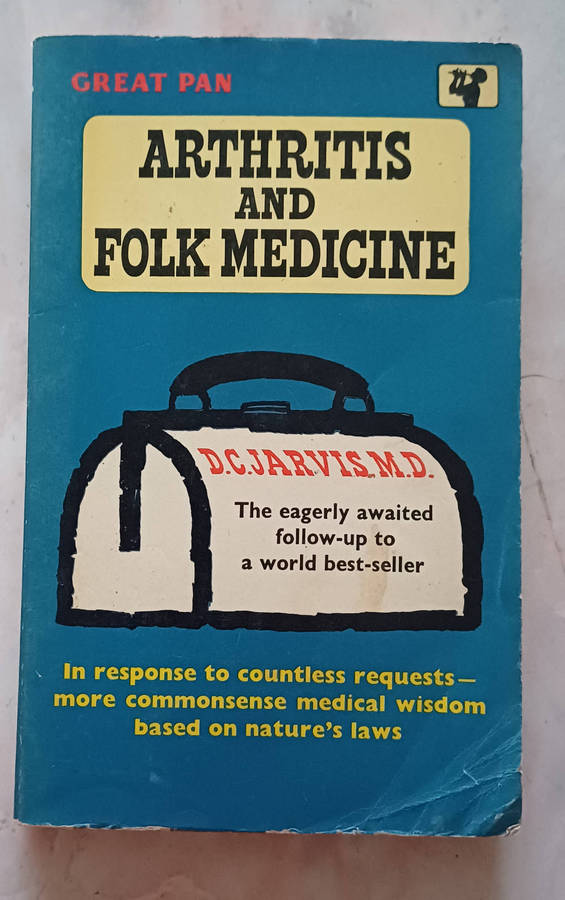 GREAT PAN
ARTHRITIS
AND
FOLK MEDICINE
D.C.JARVIS,M.D.
The eagerly awaited
follow-up to
a world best-seller
In response to countless requests—
more commonsense medical wisdom
based on nature's laws